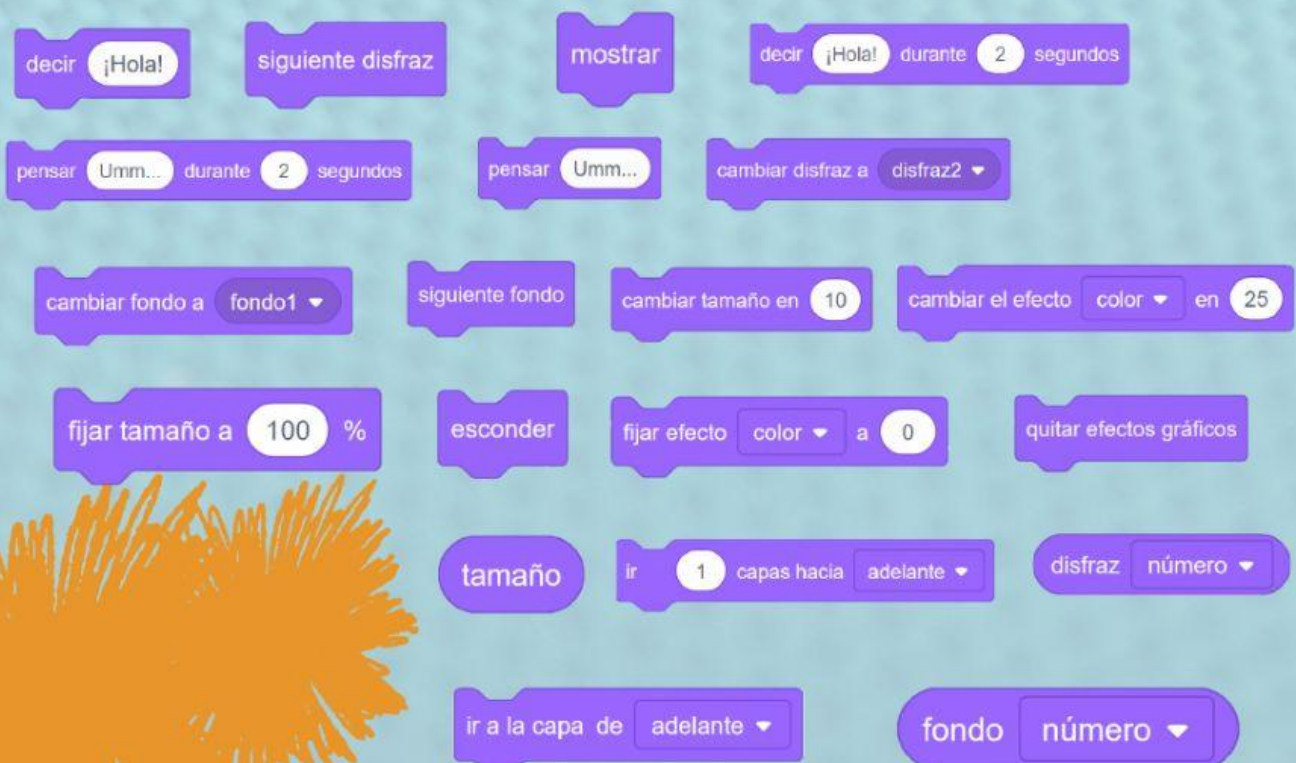 decir ¡Hola!
siguiente disfraz
mostrar
decir ¡Hola! durante 2 segundos
pensar Umm... durante 2 segundos
pensar Umm...
cambiar disfraz a disfraz2
cambiar fondo a fondo1
siguiente fondo
cambiar tamaño en 10
cambiar el efecto color en 25
fijar tamaño a 100 %
esconder
fijar efecto color a 0
quitar efectos gráficos
tamaño
ir 1 capas hacia adelante
disfraz número
ir a la capa de adelante
fondo número